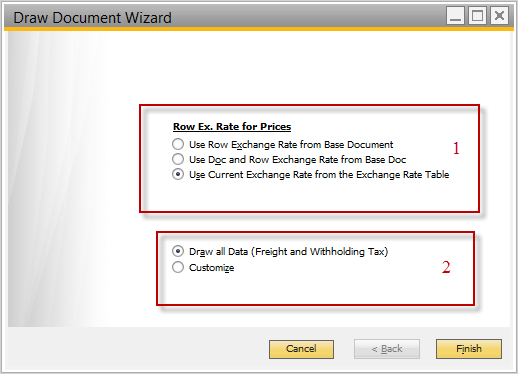 Draw Document Wizard
Row Ex. Rate for Prices
Use Row Exchange Rate from Base Document
1
Use Doc and Row Exchange Rate from Base Doc
Use Current Exchange Rate from the Exchange Rate Table
Draw all Data (Freight and Withholding Tax)
2
Customize
Cancel
< Back
Finish